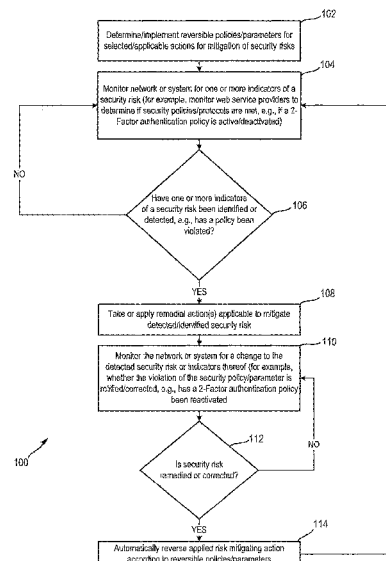 102
Determine/implement reversible policies/parameters for
selected/applicable actions for mitigation of security risks
104
Monitor network or system for one or more indicators of a
security risk (for example, monitor web service providers to
determine if security policies/protocols are met, e.g., if a 2-
Factor authentication policy is active/deactivated)
NO
Have one or more indicators
of a security risk been identified or
detected, e.g., has a policy been
violated?
106
YES
108
Take or apply remedial action(s) applicable to mitigate
detected/identified security risk
110
Monitor the network or system for a change to the
detected security risk or indicators thereof (for example,
whether the violation of the security policy/parameter is
rectified/corrected, e.g., has a 2-Factor authentication policy
been reactivated
112
NO
100
Is security risk
remedied or corrected?
YES
114
Automatically reverse applied risk mitigating action
according to reversible policies/parameters